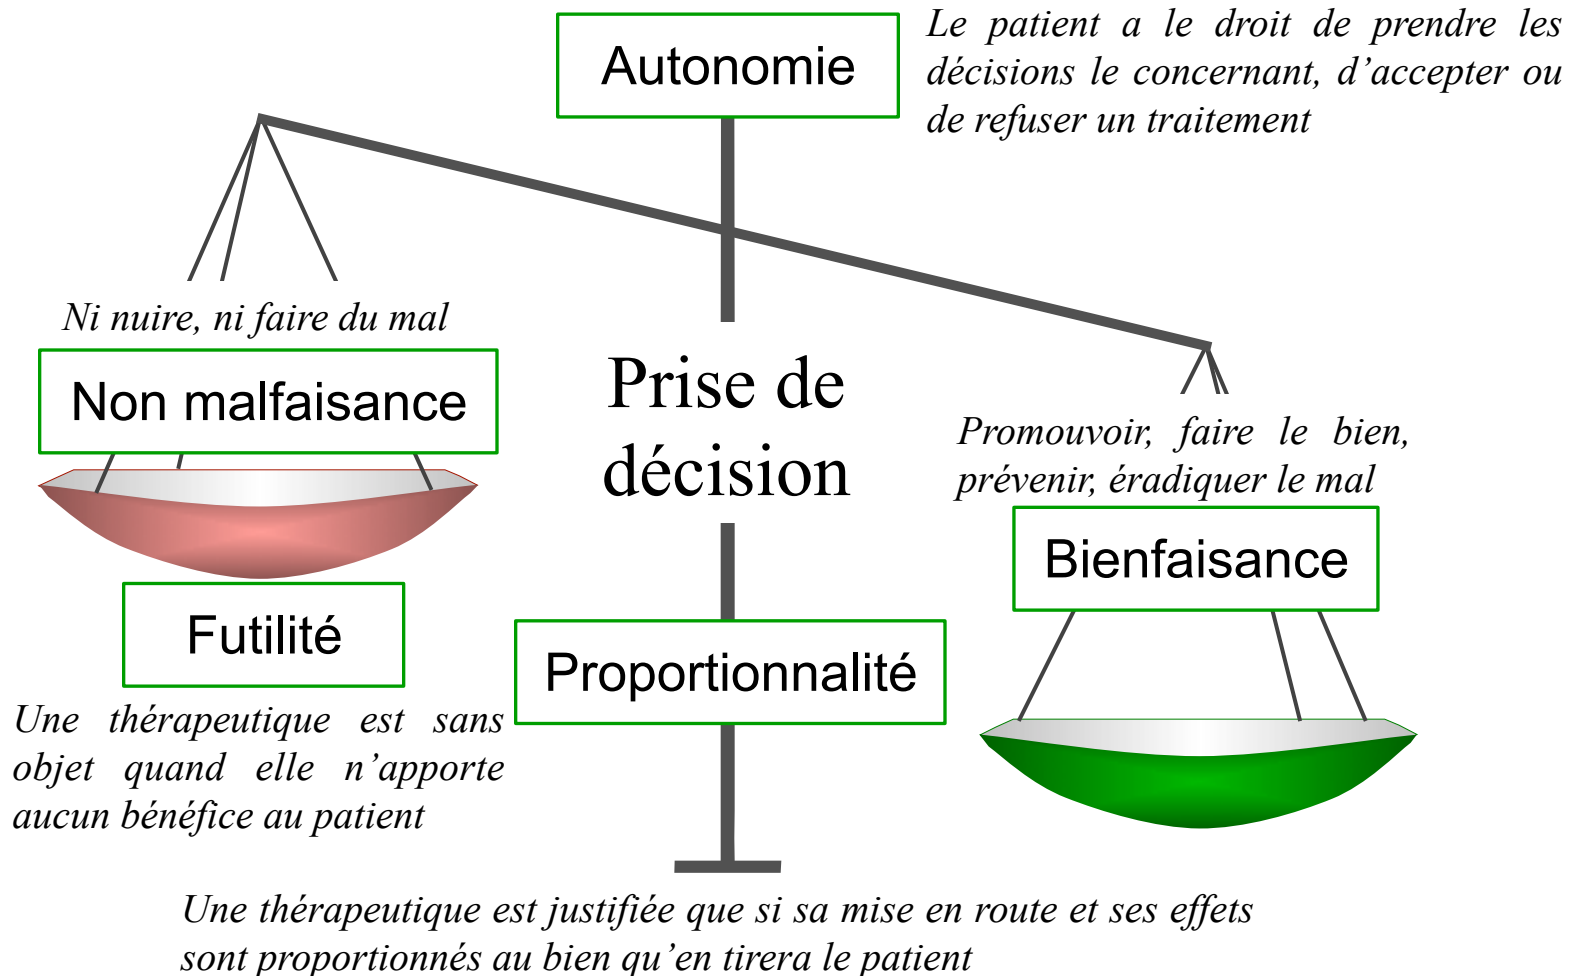 Autonomie
Le patient a le droit de prendre les
décisions le concernant, d’accepter ou
de refuser un traitement
Ni nuire, ni faire du mal
Non malfaisance
Prise de
décision
Promouvoir, faire le bien,
prévenir, éradiquer le mal
Bienfaisance
Futilité
Une thérapeutique est sans
objet quand elle n’apporte
aucun bénéfice au patient
Proportionnalité
Une thérapeutique est justifiée que si sa mise en route et ses effets
sont proportionnés au bien qu’en tirera le patient